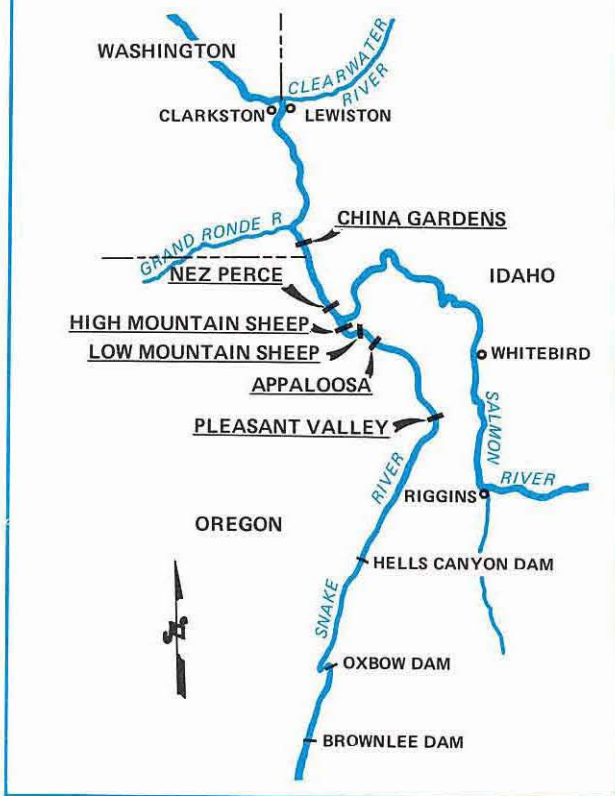 WASHINGTON
CLEARWATER
RIVER
CLARKSTON
LEWISTON
GRAND RONDE R
CHINA GARDENS
NEZ PERCE
IDAHO
HIGH MOUNTAIN SHEEP
LOW MOUNTAIN SHEEP
WHITEBIRD
APPALOOSA
PLEASANT VALLEY
SALMON
RIVER
RIGGINS
RIVER
OREGON
HELLS CANYON DAM
SNAKE
OXBOW DAM
BROWNLEE DAM